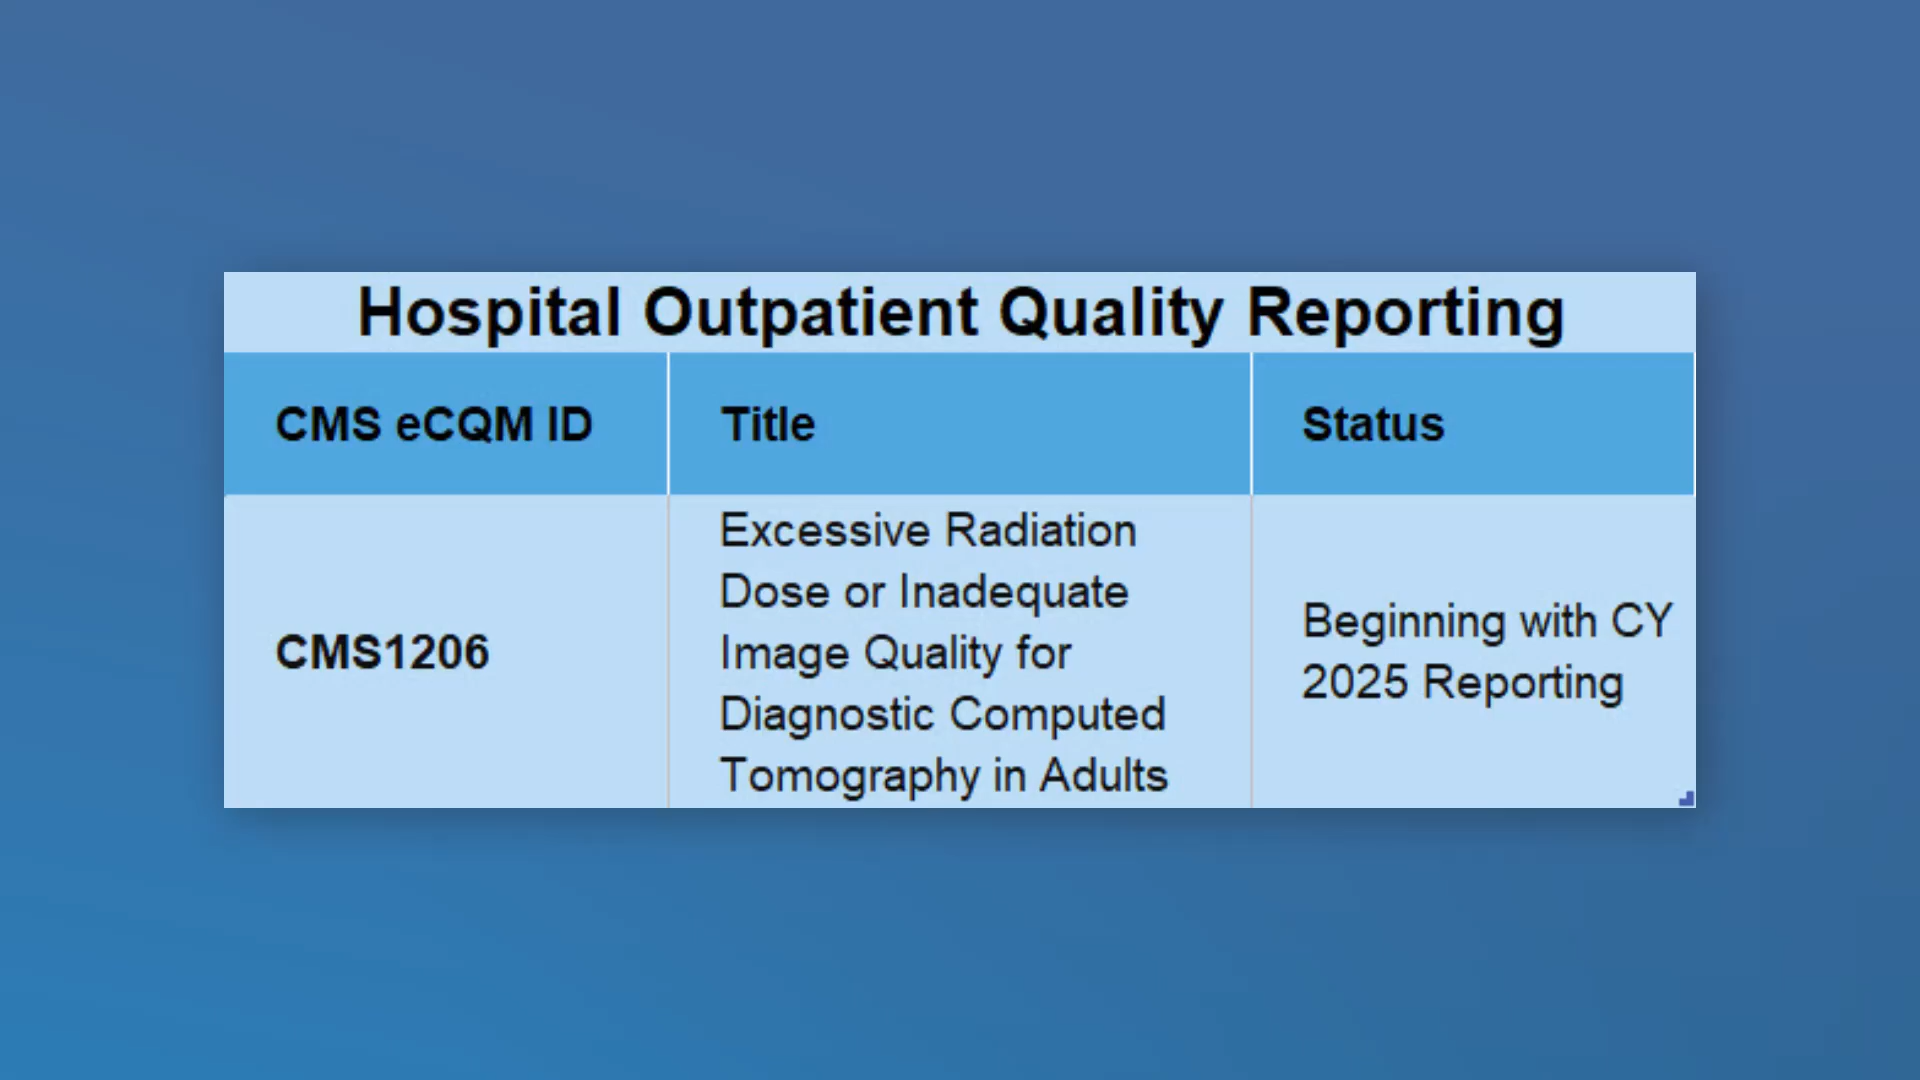 Hospital Outpatient Quality Reporting
CMS eCQM ID
Title
Status
CMS1206
Excessive Radiation
Dose or Inadequate
Image Quality for
Diagnostic Computed
Tomography in Adults
Beginning with CY
2025 Reporting